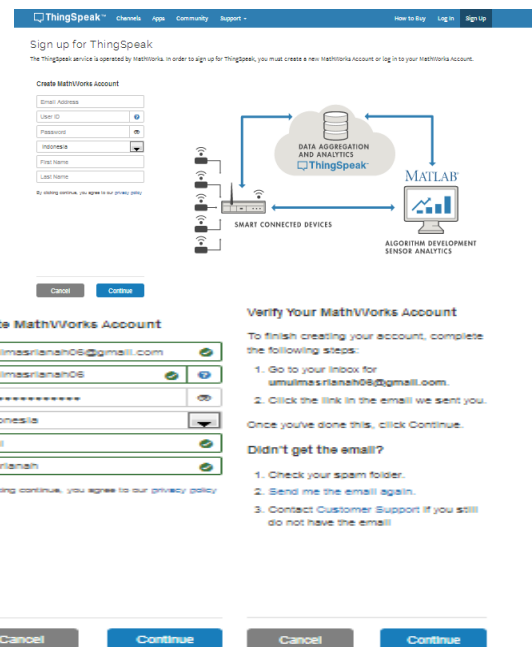 ThingSpeak™ Channels Apps Community Support How to Buy Log In Sign Up
Sign up for ThingSpeak
The ThingSpeak service is operated by MathWorks. In order to sign up for ThingSpeak, you must create a new MathWorks Account or log in to your MathWorks Account.
Create MathWorks Account
Email Address
User ID
Password
Indonesia
First Name
Last Name
By clicking continue, you agree to our privacy policy
Cancel Continue
DATA AGGREGATION
AND ANALYTICS
ThingSpeak™
SMART CONNECTED DEVICES
MATLAB®
ALGORITHM DEVELOPMENT
SENSOR ANALYTICS
te MathWorks Account
lmasrianah06@gmail.com
lmasrianah06
onesia
l
rianah
ing continue, you agree to our privacy policy
Cancel Continue
Verify Your MathWorks Account
To finish creating your account, complete
the following steps:
1. Go to your inbox for
umulmasrianah06@gmail.com.
2. Click the link in the email we sent you.
Once you've done this, click Continue.
Didn't get the email?
1. Check your spam folder.
2. Send me the email again.
3. Contact Customer Support if you still
do not have the email
Cancel Continue